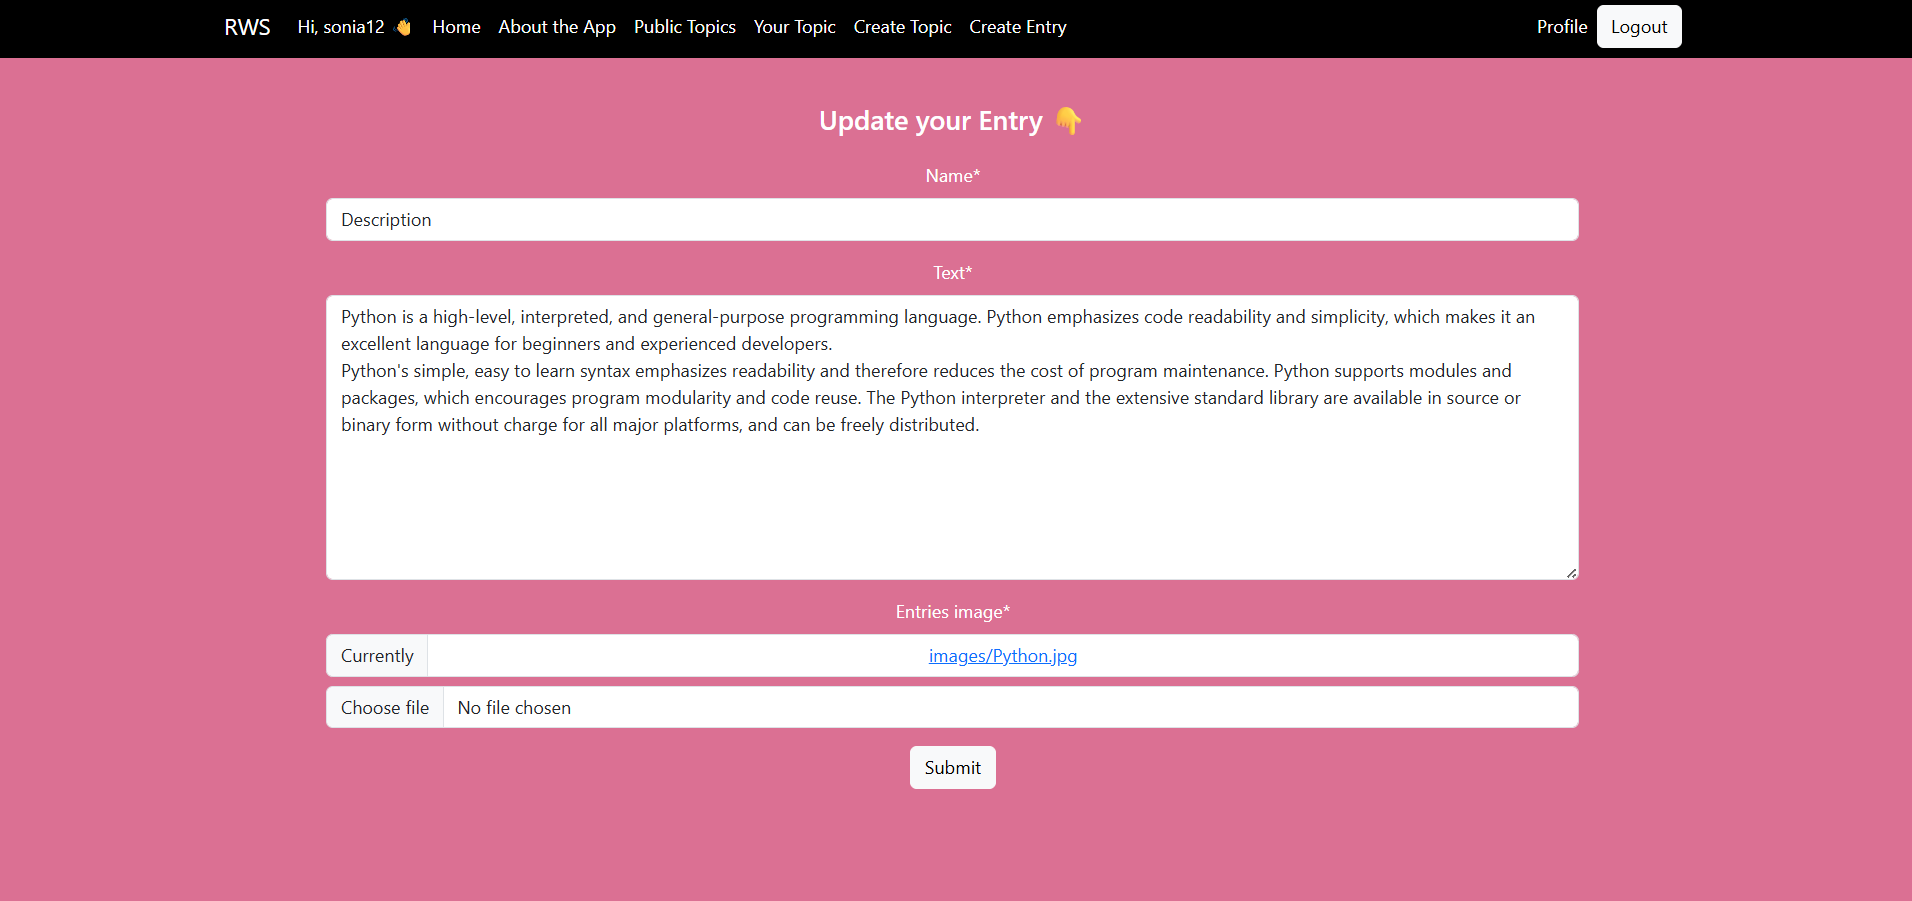 RWS Hi, sonia12 👋 Home About the App Public Topics Your Topic Create Topic Create Entry Profile Logout
Update your Entry 👇
Name*
Description
Text*
Python is a high-level, interpreted, and general-purpose programming language. Python emphasizes code readability and simplicity, which makes it an
excellent language for beginners and experienced developers.
Python's simple, easy to learn syntax emphasizes readability and therefore reduces the cost of program maintenance. Python supports modules and
packages, which encourages program modularity and code reuse. The Python interpreter and the extensive standard library are available in source or
binary form without charge for all major platforms, and can be freely distributed.
Entries image*
Currently images/Python.jpg
Choose file No file chosen
Submit